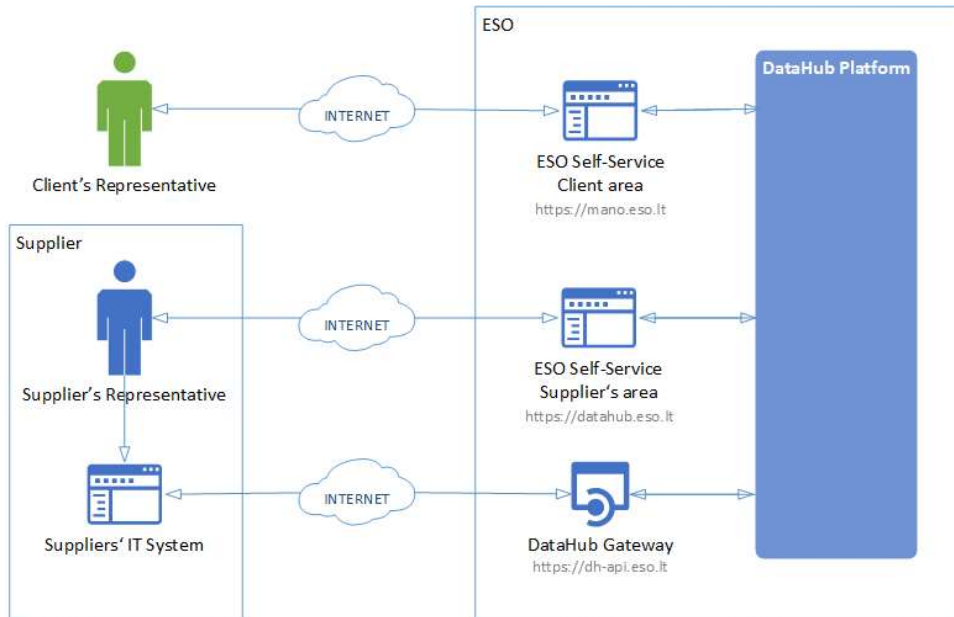 ESO
DataHub Platform
INTERNET
Client's Representative
ESO Self-Service
Client area
https://mano.eso.lt
Supplier
INTERNET
Supplier's Representative
ESO Self-Service
Supplier‘s area
https://datahub.eso.lt
INTERNET
Suppliers‘ IT System
DataHub Gateway
https://dh-api.eso.lt